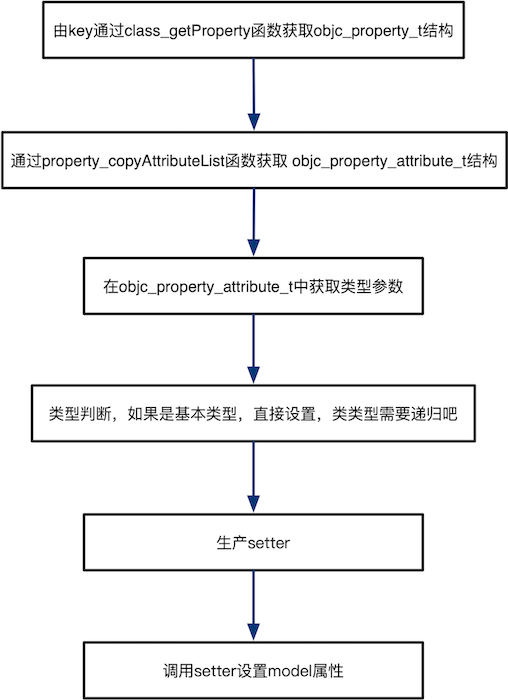 由key通过class_getProperty函数获取objc_property_t结构
通过property_copyAttributeList函数获取 objc_property_attribute_t结构
在objc_property_attribute_t中获取类型参数
类型判断，如果是基本类型，直接设置，类类型需要递归吧
生产setter
调用setter设置model属性